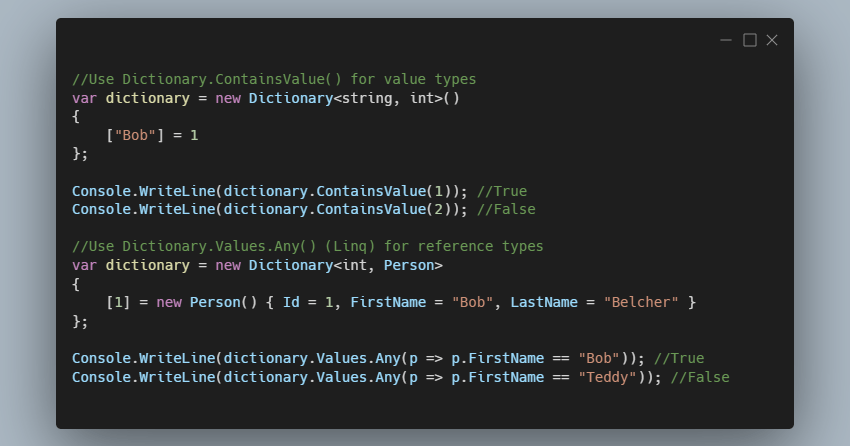 //Use Dictionary.ContainsValue() for value types
var dictionary = new Dictionary<string, int>()
{
    ["Bob"] = 1
};

Console.WriteLine(dictionary.ContainsValue(1)); //True
Console.WriteLine(dictionary.ContainsValue(2)); //False

//Use Dictionary.Values.Any() (Linq) for reference types
var dictionary = new Dictionary<int, Person>
{
    [1] = new Person() { Id = 1, FirstName = "Bob", LastName = "Belcher" }
};

Console.WriteLine(dictionary.Values.Any(p => p.FirstName == "Bob")); //True
Console.WriteLine(dictionary.Values.Any(p => p.FirstName == "Teddy")); //False